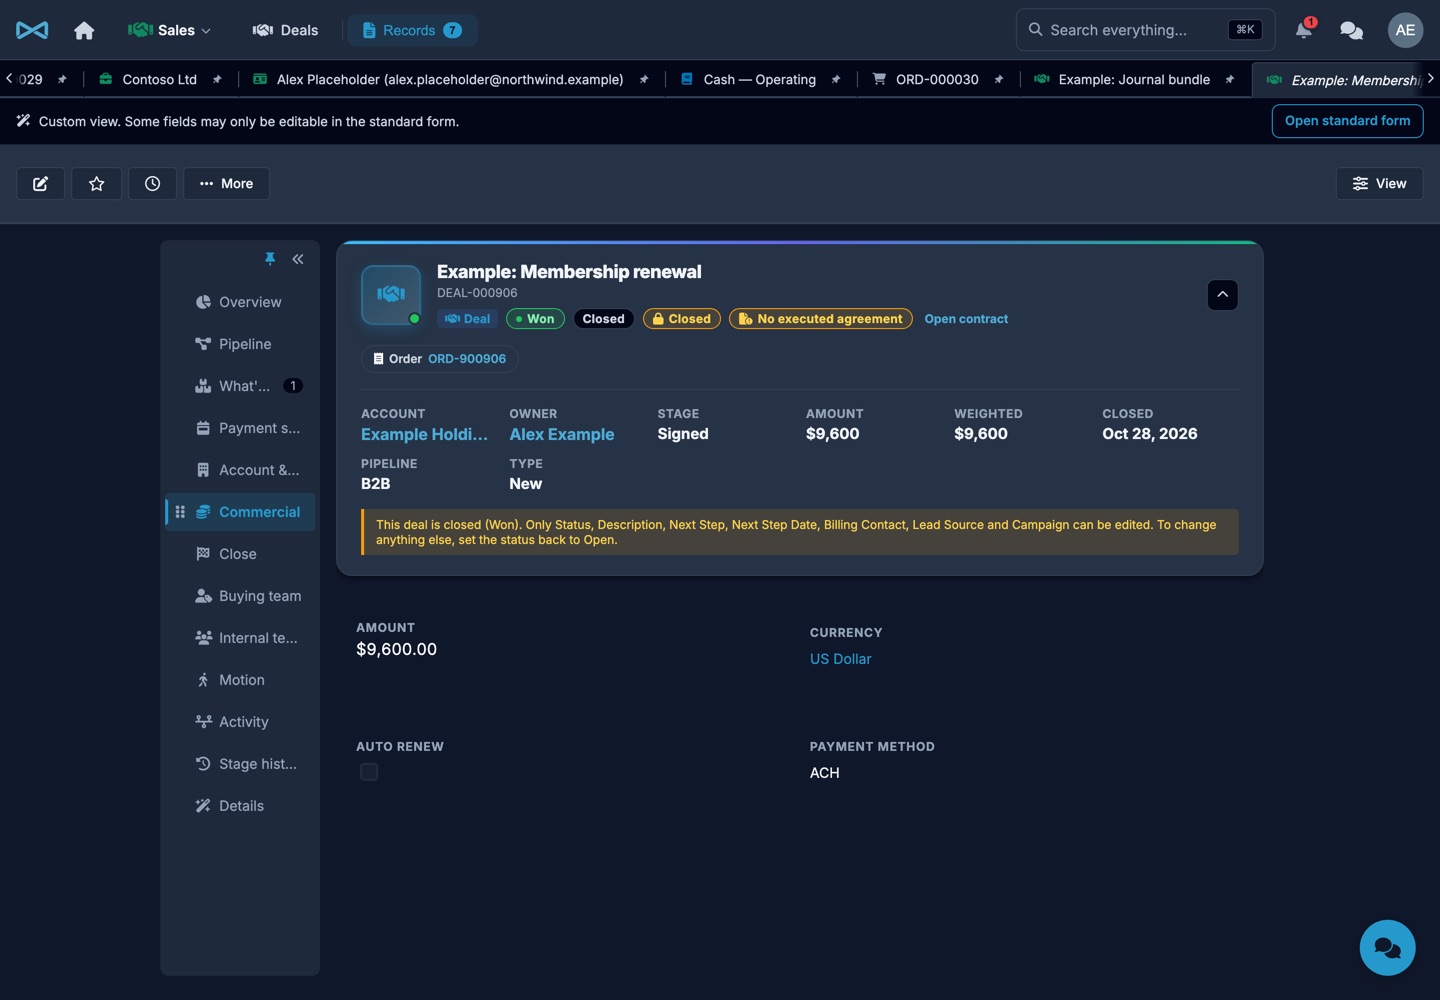 Sales
Deals
Records 7
Search everything... ⌘K
1
AE
029
Contoso Ltd
Alex Placeholder (alex.placeholder@northwind.example)
Cash — Operating
ORD-000030
Example: Journal bundle
Example: Membershi
Custom view. Some fields may only be editable in the standard form.
Open standard form
More
View
Overview
Pipeline
What'... 1
Payment s...
Account &...
Commercial
Close
Buying team
Internal te...
Motion
Activity
Stage hist...
Details
Example: Membership renewal
DEAL-000906
Deal Won Closed Closed No executed agreement Open contract
Order ORD-900906
ACCOUNT OWNER STAGE AMOUNT WEIGHTED CLOSED
Example Holdi... Alex Example Signed $9,600 $9,600 Oct 28, 2026
PIPELINE TYPE
B2B New
This deal is closed (Won). Only Status, Description, Next Step, Next Step Date, Billing Contact, Lead Source and Campaign can be edited. To change
anything else, set the status back to Open.
AMOUNT
$9,600.00
CURRENCY
US Dollar
AUTO RENEW
PAYMENT METHOD
ACH